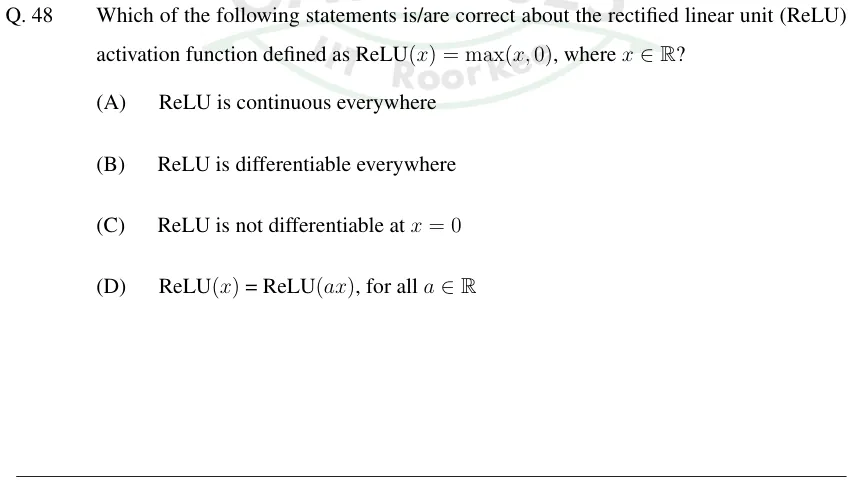 Q. 48 Which of the following statements is/are correct about the rectified linear unit (ReLU)
activation function defined as ReLU(x) = max(x, 0), where x ∈ ℝ?
IIT Roorkee
(A) ReLU is continuous everywhere
(B) ReLU is differentiable everywhere
(C) ReLU is not differentiable at x = 0
(D) ReLU(x) = ReLU(ax), for all a ∈ ℝ